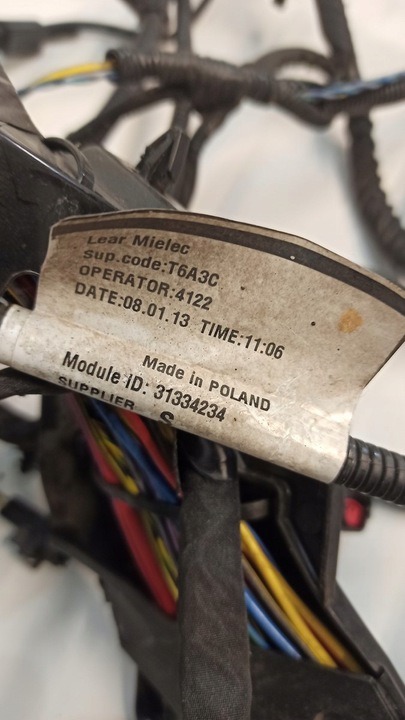 Lear Mielec
sup.code:T6A3C
OPERATOR:4122
DATE:08.01.13 TIME:11:06
Made in POLAND
Module ID: 31334234
SUPPLIER S